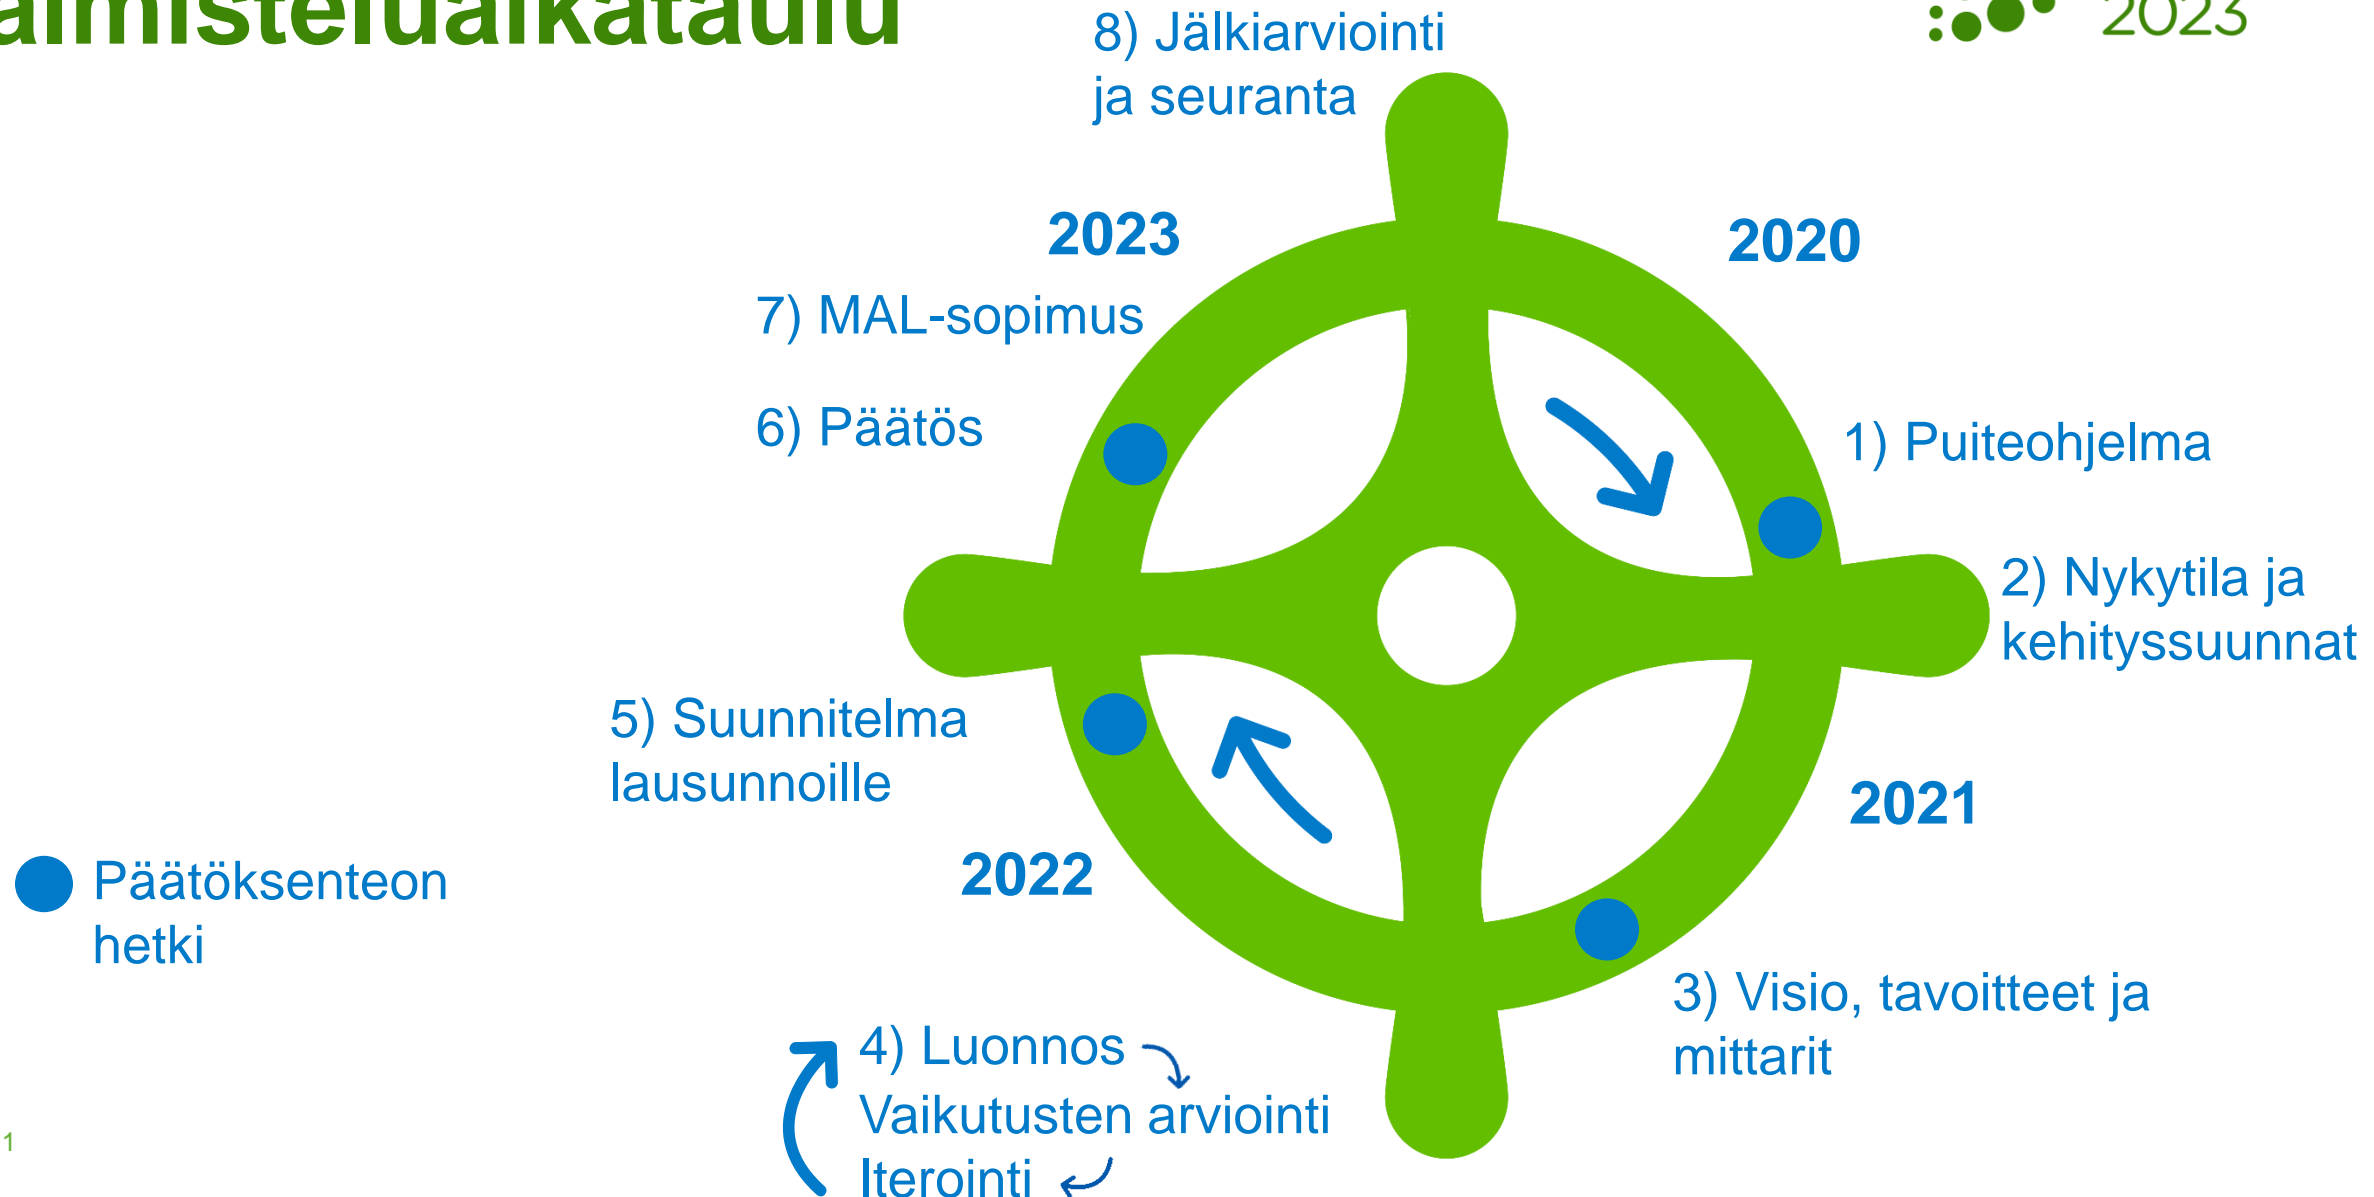 2023
8) Jälkiarviointi
ja seuranta
2023
2020
7) MAL-sopimus
6) Päätös
1) Puiteohjelma
2) Nykytila ja
kehityssuunnat
5) Suunnitelma
lausunnoille
2021
2022
Päätöksenteon
hetki
3) Visio, tavoitteet ja
mittarit
4) Luonnos
Vaikutusten arviointi
Iterointi
1